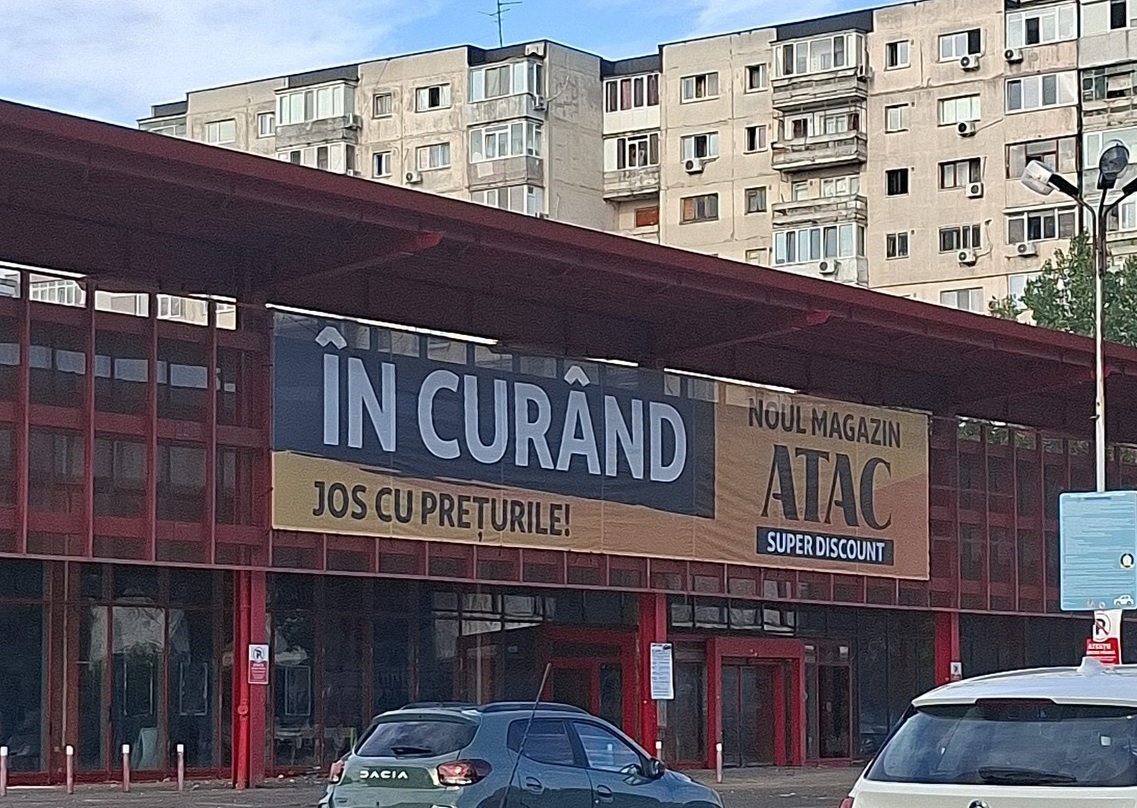 ÎN CURÂND
JOS CU PREȚURILE!
NOUL MAGAZIN
ATAC
SUPER DISCOUNT
DACIA